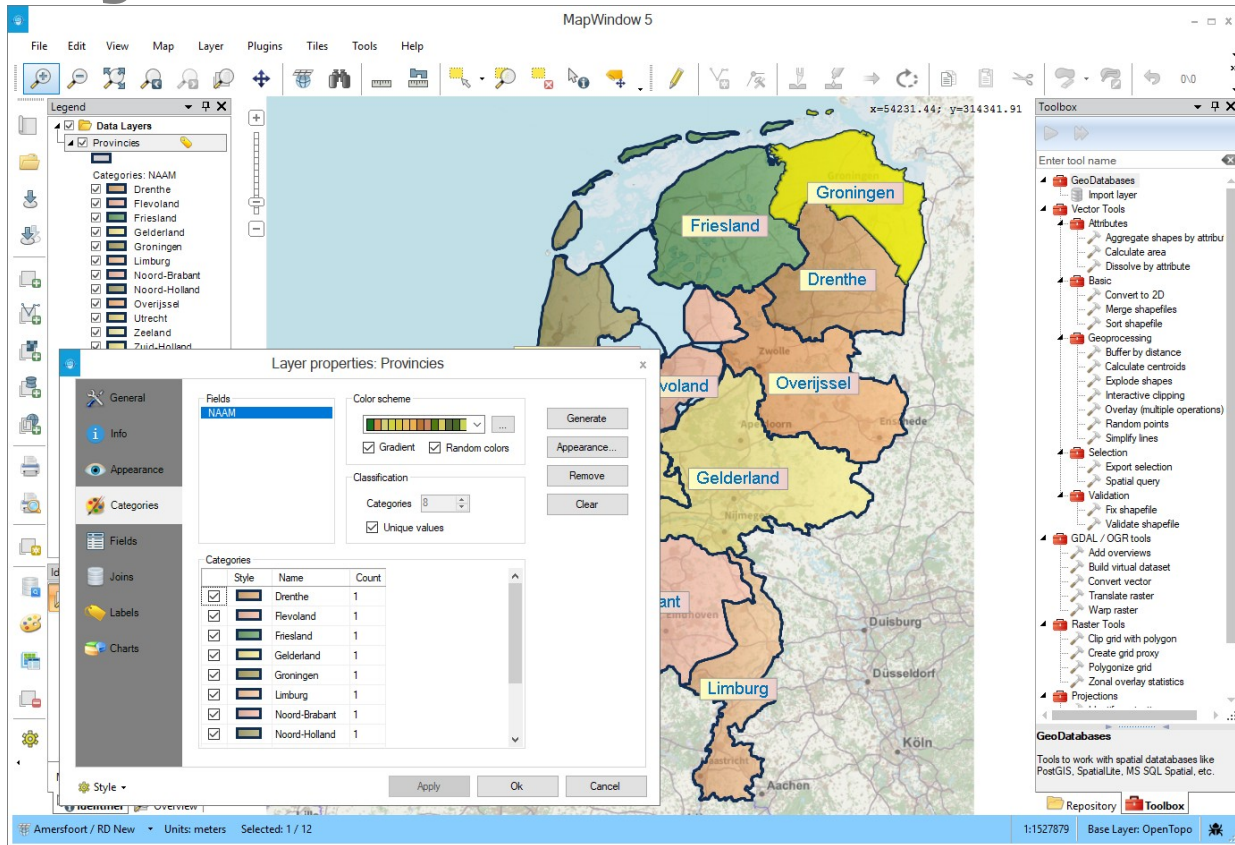 MapWindow 5
File Edit View Map Layer Plugins Tiles Tools Help
Legend
Data Layers
Provincies
Categories: NAAM
Drenthe
Flevoland
Friesland
Gelderland
Groningen
Limburg
Noord-Brabant
Noord-Holland
Overijssel
Utrecht
Zeeland
Zuid-Holland
x=54231.44; y=314341.91
Groningen
Friesland
Drenthe
Zwolle
Overijssel
Enschede
voland
Gelderland
Nijmegen
ant
Eindhoven
Duisburg
Düsseldorf
Limburg
Köln
Maastricht
Aachen
Layer properties: Provincies
General
Info
Appearance
Categories
Fields
Joins
Labels
Charts
Style
Fields
NAAM
Color scheme
...
Gradient Random colors
Classification
Categories 8
Unique values
Generate
Appearance...
Remove
Clear
Categories
Style Name Count
Drenthe 1
Flevoland 1
Friesland 1
Gelderland 1
Groningen 1
Limburg 1
Noord-Brabant 1
Noord-Holland 1
Apply Ok Cancel
Identifier Overview
Toolbox
Enter tool name
GeoDatabases
Import layer
Vector Tools
Attributes
Aggregate shapes by attribu
Calculate area
Dissolve by attribute
Basic
Convert to 2D
Merge shapefiles
Sort shapefile
Geoprocessing
Buffer by distance
Calculate centroids
Explode shapes
Interactive clipping
Overlay (multiple operations)
Random points
Simplify lines
Selection
Export selection
Spatial query
Validation
Fix shapefile
Validate shapefile
GDAL / OGR tools
Add overviews
Build virtual dataset
Convert vector
Translate raster
Warp raster
Raster Tools
Clip grid with polygon
Create grid proxy
Polygonize grid
Zonal overlay statistics
Projections
GeoDatabases
Tools to work with spatial datatabases like
PostGIS, SpatialLite, MS SQL Spatial, etc.
Repository Toolbox
Amersfoort / RD New Units: meters Selected: 1 / 12
1:1527879 Base Layer: OpenTopo